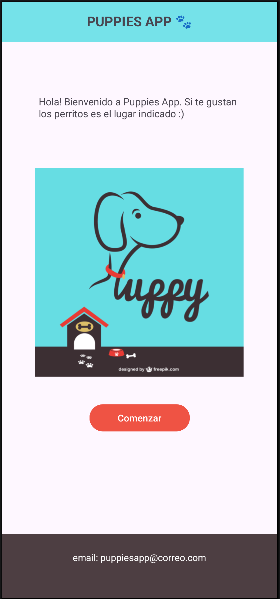 PUPPIES APP 🐾
Hola! Bienvenido a Puppies App. Si te gustan
los perritos es el lugar indicado :)
Puppy
designed by freepik.com
Comenzar
email: puppiesapp@correo.com